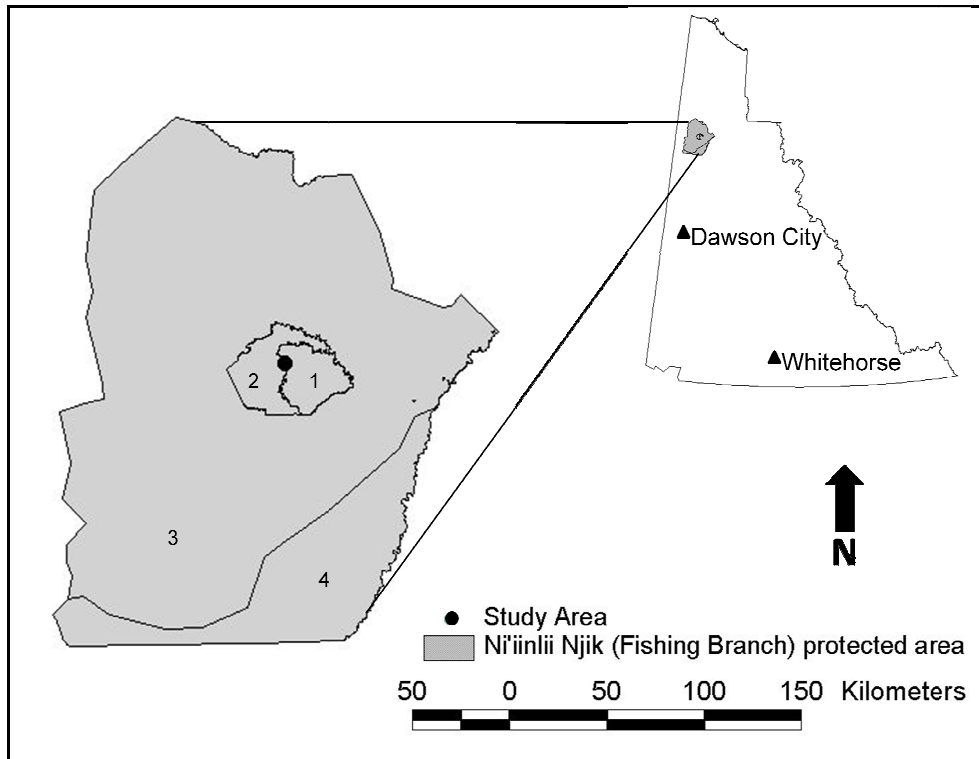 Dawson City
Whitehorse
2
1
3
4
N
Study Area
Ni'iinlii Njik (Fishing Branch) protected area
50 0 50 100 150 Kilometers